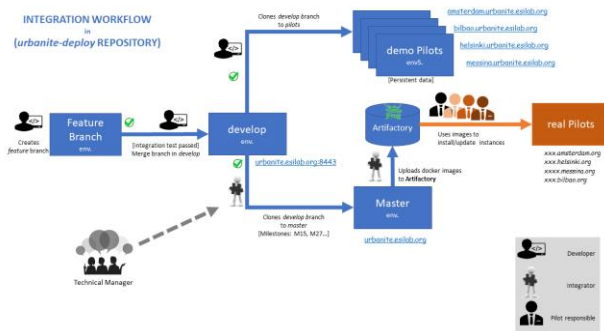 INTEGRATION WORKFLOW
in
(urbanite-deploy REPOSITORY)
Clones develop branch
to pilots
demo Pilots
envS.
[Persistent data]
amsterdam.urbanite.esilab.org
bilbao.urbanite.esilab.org
helsinki.urbanite.esilab.org
messina.urbanite.esilab.org
Creates
feature branch
Feature
Branch
env.
[Integration test passed]
Merge branch in develop
develop
env.
urbanite.esilab.org:8443
Artifactory
Uses images to
install/update instances
real Pilots
xxx.amsterdam.org
xxx.helsinki.org
xxxx.messina.org
xxx.bilbao.org
Uploads docker images
to Artifactory
Clones develop branch
to master
[Milestones: M15, M27...]
Master
env.
urbanite.esilab.org
Technical Manager
Developer
Integrator
Pilot responsible